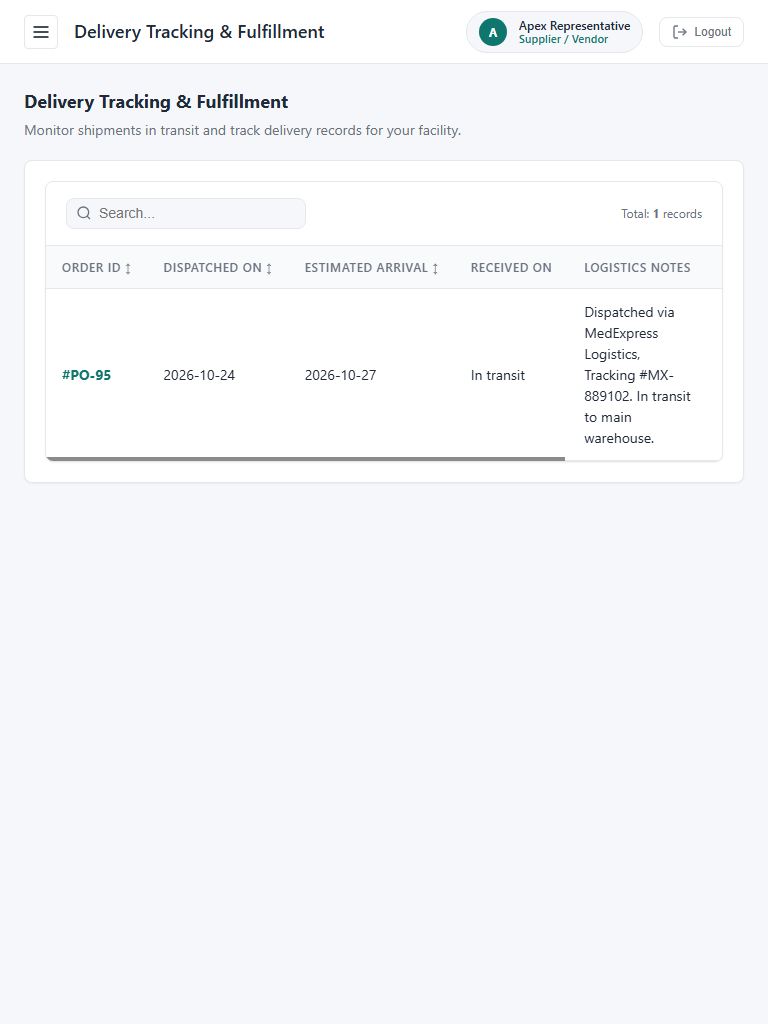 Delivery Tracking & Fulfillment
A
Apex Representative
Supplier / Vendor
Logout
Delivery Tracking & Fulfillment
Monitor shipments in transit and track delivery records for your facility.
Search...
Total: 1 records
ORDER ID ↕ DISPATCHED ON ↕ ESTIMATED ARRIVAL ↕ RECEIVED ON LOGISTICS NOTES
#PO-95 2026-10-24 2026-10-27 In transit
Dispatched via
MedExpress
Logistics,
Tracking #MX-
889102. In transit
to main
warehouse.